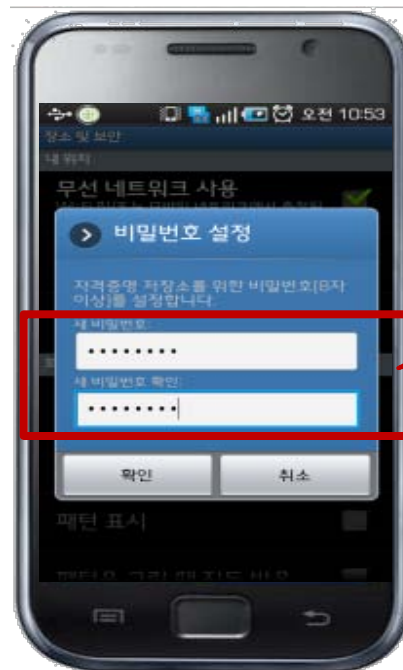 오전 10:53
장소 및 보안
내 위치
무선 네트워크 사용
비밀번호 설정
자격증명 저장소를 위한 비밀번호(8자
이상)를 설정합니다.
새 비밀번호:
••••••••
새 비밀번호 확인:
••••••••
확인
취소
패턴 표시